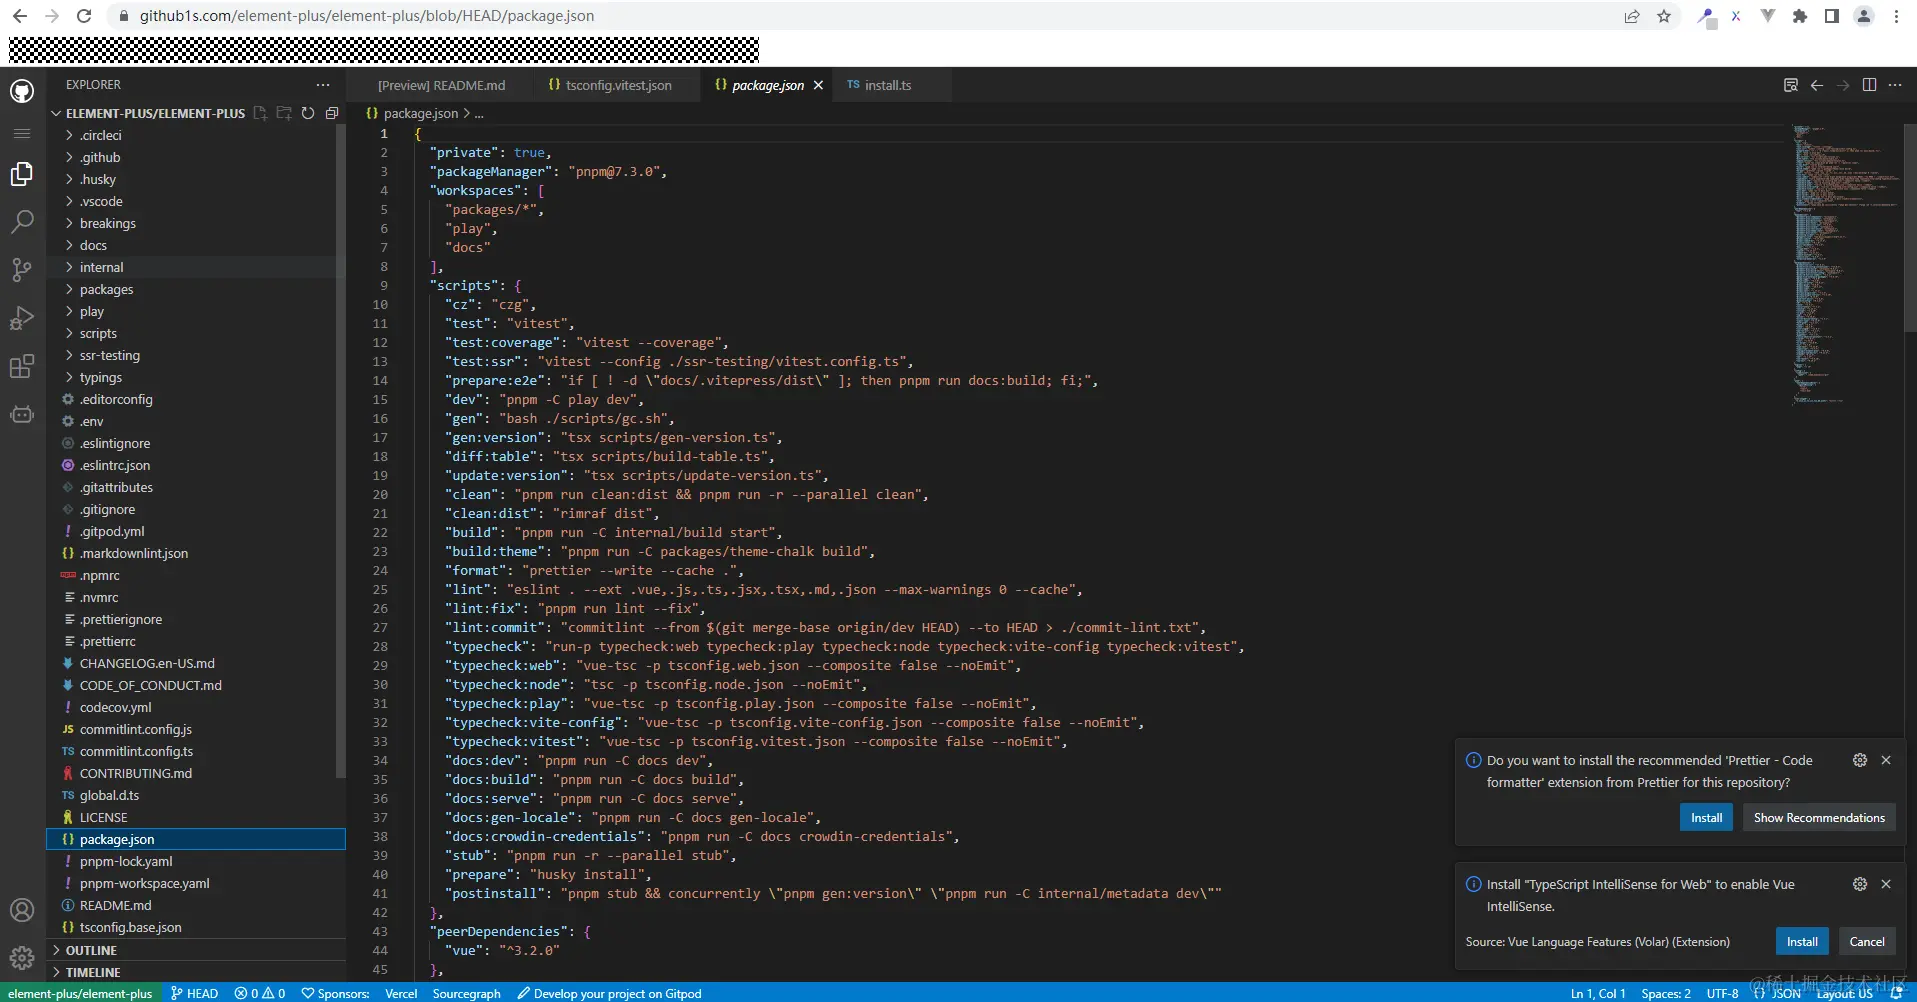 github1s.com/element-plus/element-plus/blob/HEAD/package.json
EXPLORER
ELEMENT-PLUS/ELEMENT-PLUS
.circleci
.github
.husky
.vscode
breakings
docs
internal
packages
play
scripts
ssr-testing
typings
.editorconfig
.env
.eslintignore
.eslintrc.json
.gitattributes
.gitignore
.gitpod.yml
.markdownlint.json
.npmrc
.nvmrc
.prettierignore
.prettierrc
CHANGELOG.en-US.md
CODE_OF_CONDUCT.md
codecov.yml
commitlint.config.js
commitlint.config.ts
CONTRIBUTING.md
global.d.ts
LICENSE
package.json
pnpm-lock.yaml
pnpm-workspace.yaml
README.md
tsconfig.base.json
OUTLINE
TIMELINE
[Preview] README.md
tsconfig.vitest.json
package.json
TS install.ts
package.json > ...
1 {
2 "private": true,
3 "packageManager": "pnpm@7.3.0",
4 "workspaces": [
5 "packages/*",
6 "play",
7 "docs"
8 ],
9 "scripts": {
10 "cz": "czg",
11 "test": "vitest",
12 "test:coverage": "vitest --coverage",
13 "test:ssr": "vitest --config ./ssr-testing/vitest.config.ts",
14 "prepare:e2e": "if [ ! -d \"docs/.vitepress/dist\" ]; then pnpm run docs:build; fi;",
15 "dev": "pnpm -C play dev",
16 "gen": "bash ./scripts/gc.sh",
17 "gen:version": "tsx scripts/gen-version.ts",
18 "diff:table": "tsx scripts/build-table.ts",
19 "update:version": "tsx scripts/update-version.ts",
20 "clean": "pnpm run clean:dist && pnpm run -r --parallel clean",
21 "clean:dist": "rimraf dist",
22 "build": "pnpm run -C internal/build start",
23 "build:theme": "pnpm run -C packages/theme-chalk build",
24 "format": "prettier --write --cache .",
25 "lint": "eslint . --ext .vue,.js,.ts,.jsx,.tsx,.md,.json --max-warnings 0 --cache",
26 "lint:fix": "pnpm run lint --fix",
27 "lint:commit": "commitlint --from $(git merge-base origin/dev HEAD) --to HEAD > ./commit-lint.txt",
28 "typecheck": "run-p typecheck:web typecheck:play typecheck:node typecheck:vite-config typecheck:vitest",
29 "typecheck:web": "vue-tsc -p tsconfig.web.json --composite false --noEmit",
30 "typecheck:node": "tsc -p tsconfig.node.json --noEmit",
31 "typecheck:play": "vue-tsc -p tsconfig.play.json --composite false --noEmit",
32 "typecheck:vite-config": "vue-tsc -p tsconfig.vite-config.json --composite false --noEmit",
33 "typecheck:vitest": "vue-tsc -p tsconfig.vitest.json --composite false --noEmit",
34 "docs:dev": "pnpm run -C docs dev",
35 "docs:build": "pnpm run -C docs build",
36 "docs:serve": "pnpm run -C docs serve",
37 "docs:gen-locale": "pnpm run -C docs gen-locale",
38 "docs:crowdin-credentials": "pnpm run -C docs crowdin-credentials",
39 "stub": "pnpm run -r --parallel stub",
40 "prepare": "husky install",
41 "postinstall": "pnpm stub && concurrently \"pnpm gen:version\" \"pnpm run -C internal/metadata dev\""
42 },
43 "peerDependencies": {
44 "vue": "^3.2.0"
45 },
Do you want to install the recommended 'Prettier - Code
formatter' extension from Prettier for this repository?
Install
Show Recommendations
Install "TypeScript IntelliSense for Web" to enable Vue
IntelliSense.
Source: Vue Language Features (Volar) (Extension)
Install
Cancel
@稀土掘金技术社区
element-plus/element-plus
HEAD
0 0
Sponsors:
Vercel
Sourcegraph
Develop your project on Gitpod
Ln 1, Col 1
Spaces: 2
UTF-8
{} JSON
Layout: US